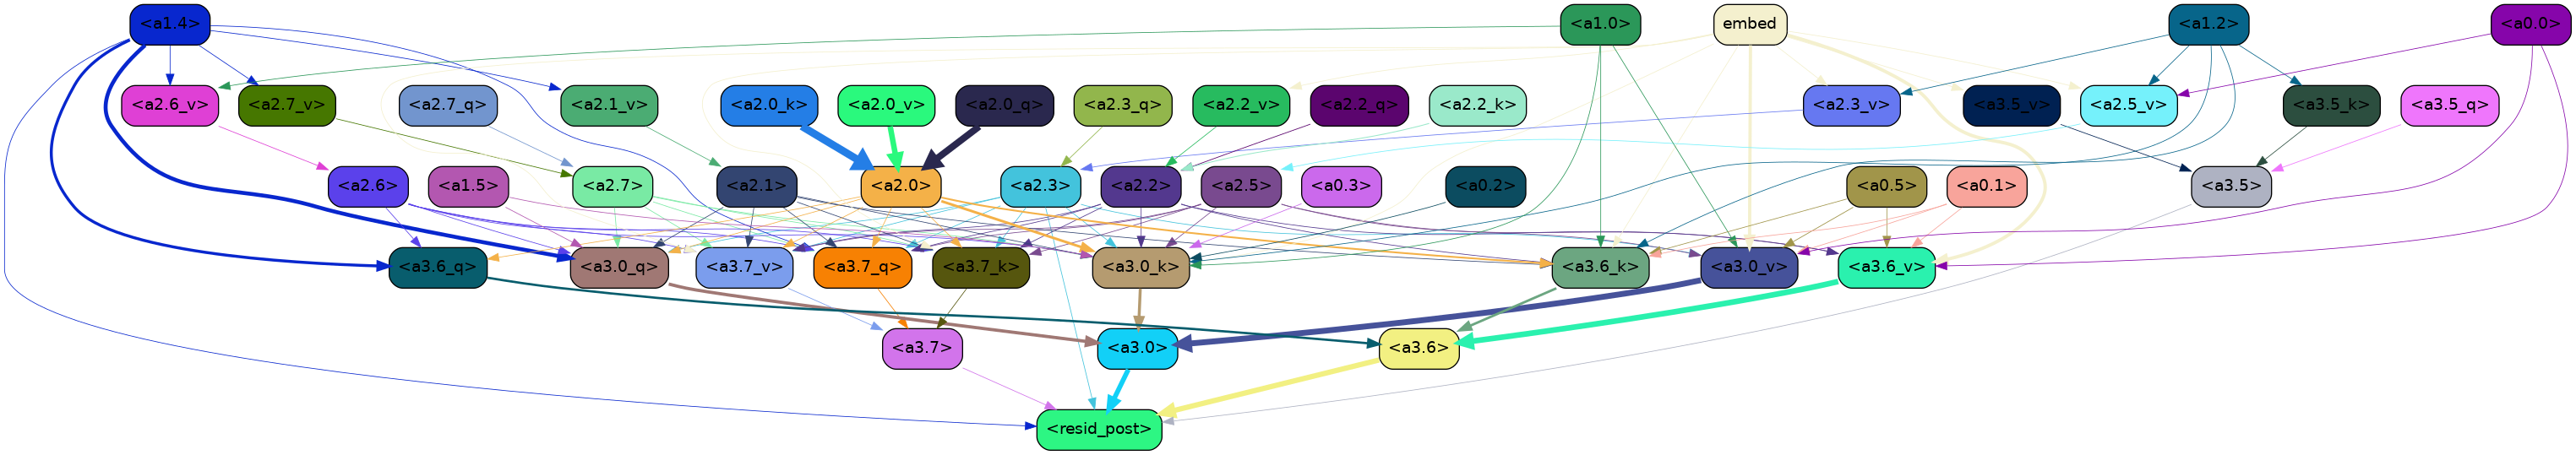 <a1.4> <a1.0> embed <a1.2> <a0.0>
<a2.6_v> <a2.7_v> <a2.7_q> <a2.1_v> <a2.0_k> <a2.0_v> <a2.0_q> <a2.3_q> <a2.2_v> <a2.2_q> <a2.2_k> <a2.3_v> <a3.5_v> <a2.5_v> <a3.5_k> <a3.5_q>
<a2.6> <a1.5> <a2.7> <a2.1> <a2.0> <a2.3> <a2.2> <a2.5> <a0.3> <a0.2> <a0.5> <a0.1> <a3.5>
<a3.6_q> <a3.0_q> <a3.7_v> <a3.7_q> <a3.7_k> <a3.0_k> <a3.6_k> <a3.0_v> <a3.6_v>
<a3.7> <a3.0> <a3.6>
<resid_post>